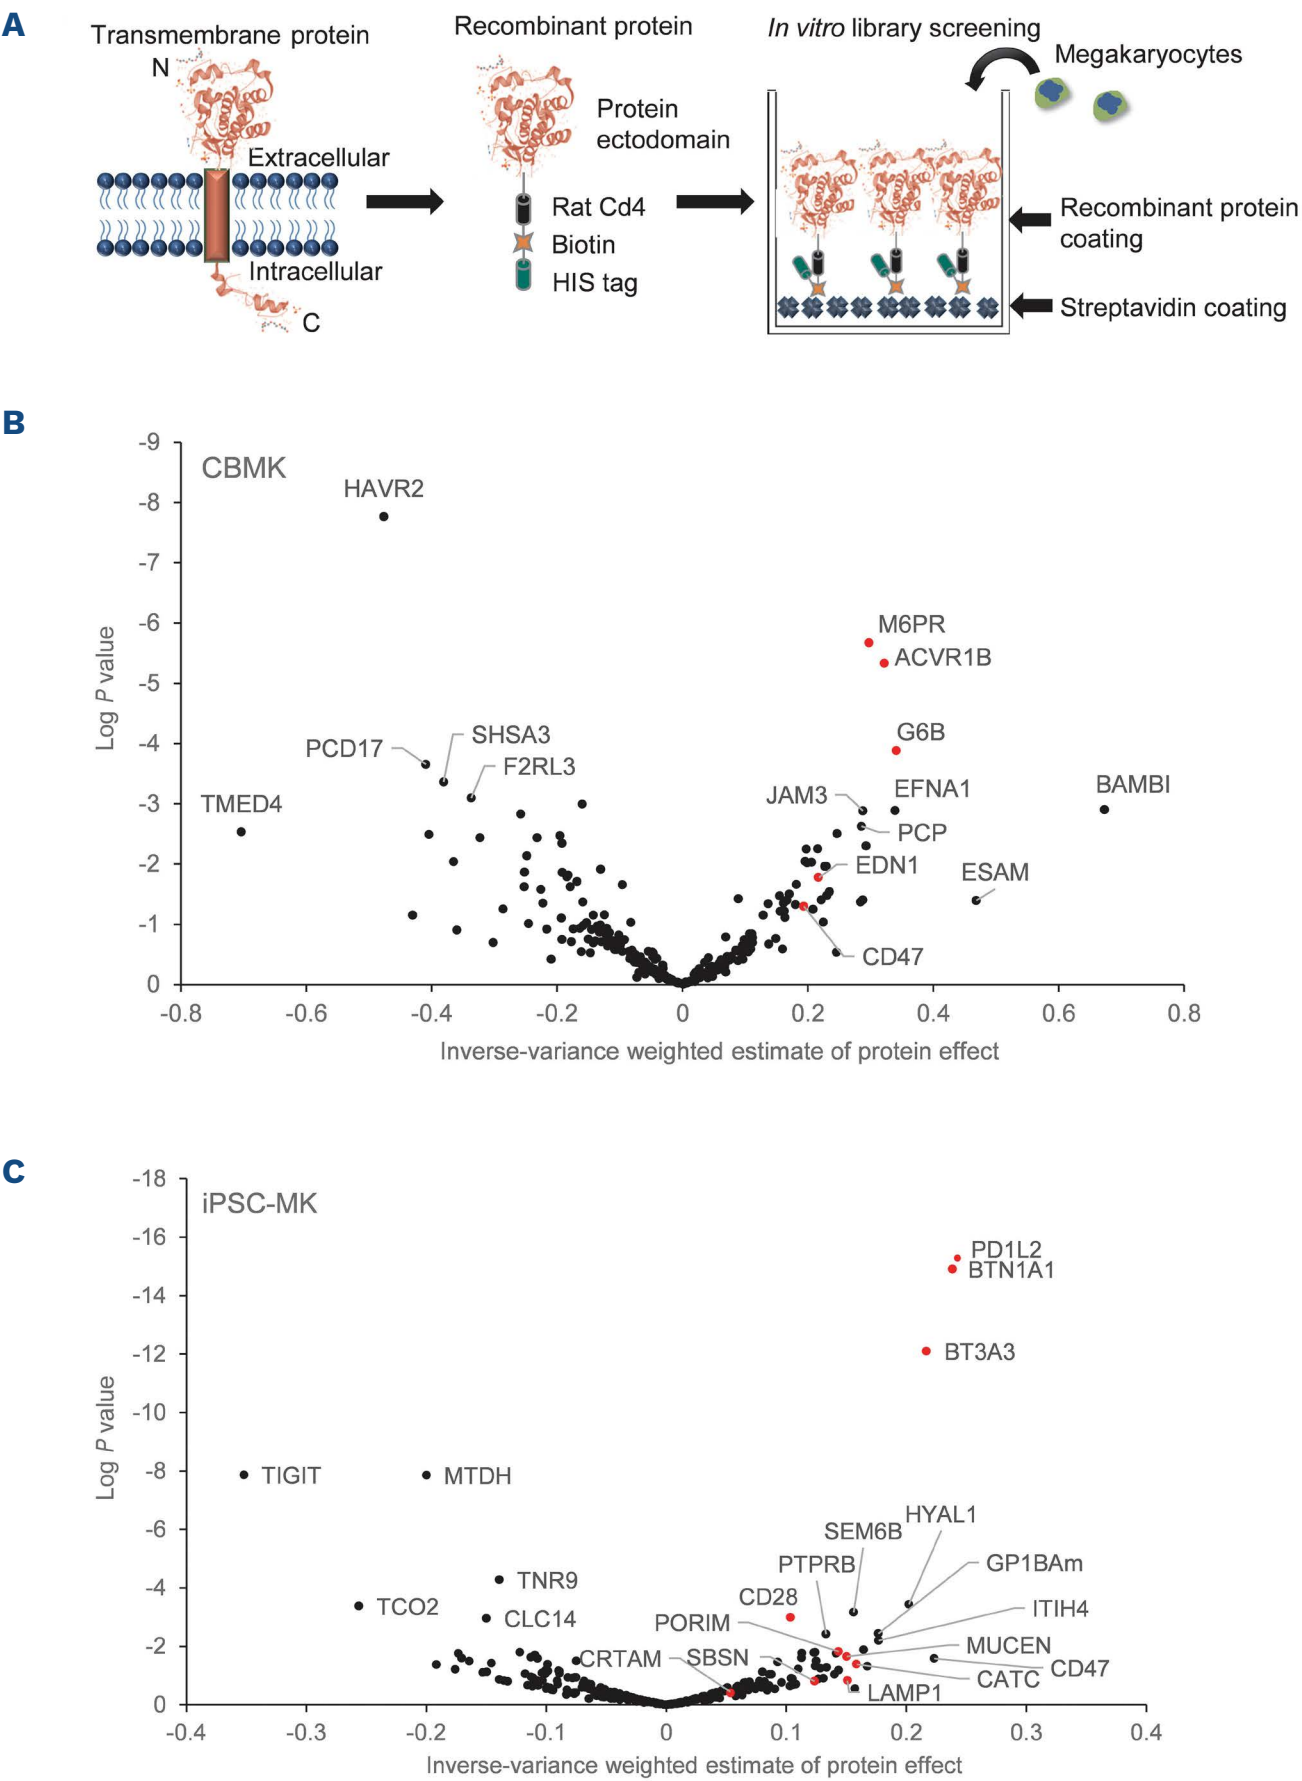 A
Transmembrane protein
N
Extracellular
Intracellular
C
Recombinant protein
Protein
ectodomain
Rat Cd4
Biotin
HIS tag
In vitro library screening
Megakaryocytes
Recombinant protein
coating
Streptavidin coating
B
CBMK
Log P value
-9
-8
-7
-6
-5
-4
-3
-2
-1
0
HAVR2
M6PR
ACVR1B
G6B
SHSA3
PCD17
F2RL3
TMED4
JAM3
EFNA1
BAMBI
PCP
EDN1
ESAM
CD47
-0.8
-0.6
-0.4
-0.2
0
0.2
0.4
0.6
0.8
Inverse-variance weighted estimate of protein effect
C
iPSC-MK
Log P value
-18
-16
-14
-12
-10
-8
-6
-4
-2
0
PD1L2
BTN1A1
BT3A3
TIGIT
MTDH
HYAL1
SEM6B
PTPRB
GP1BAm
TNR9
CD28
TCO2
CLC14
PORIM
ITIH4
MUCEN
CRTAM
SBSN
CD47
CATC
LAMP1
-0.4
-0.3
-0.2
-0.1
0
0.1
0.2
0.3
0.4
Inverse-variance weighted estimate of protein effect